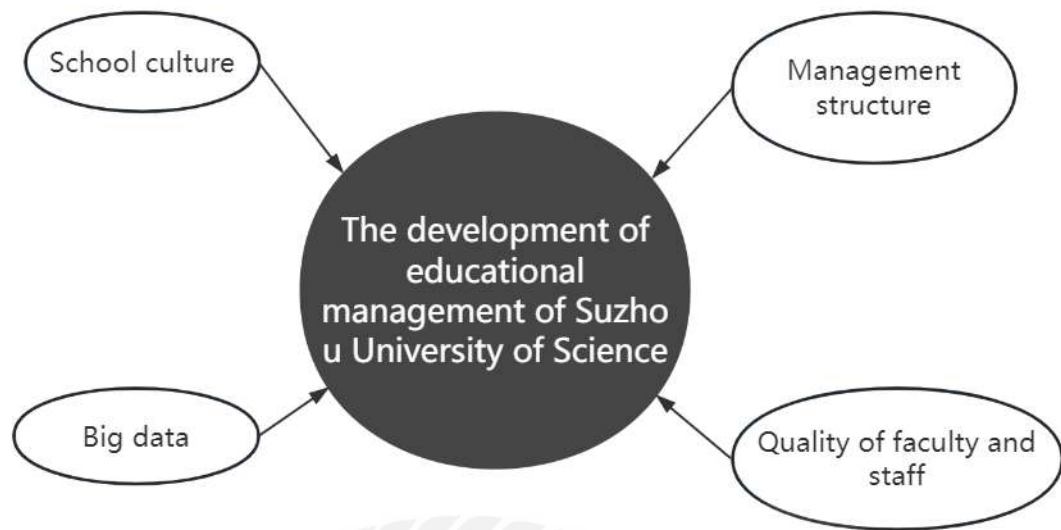 School culture
Management
structure
The development of
educational
management of Suzho
u University of Science
Big data
Quality of faculty and
staff